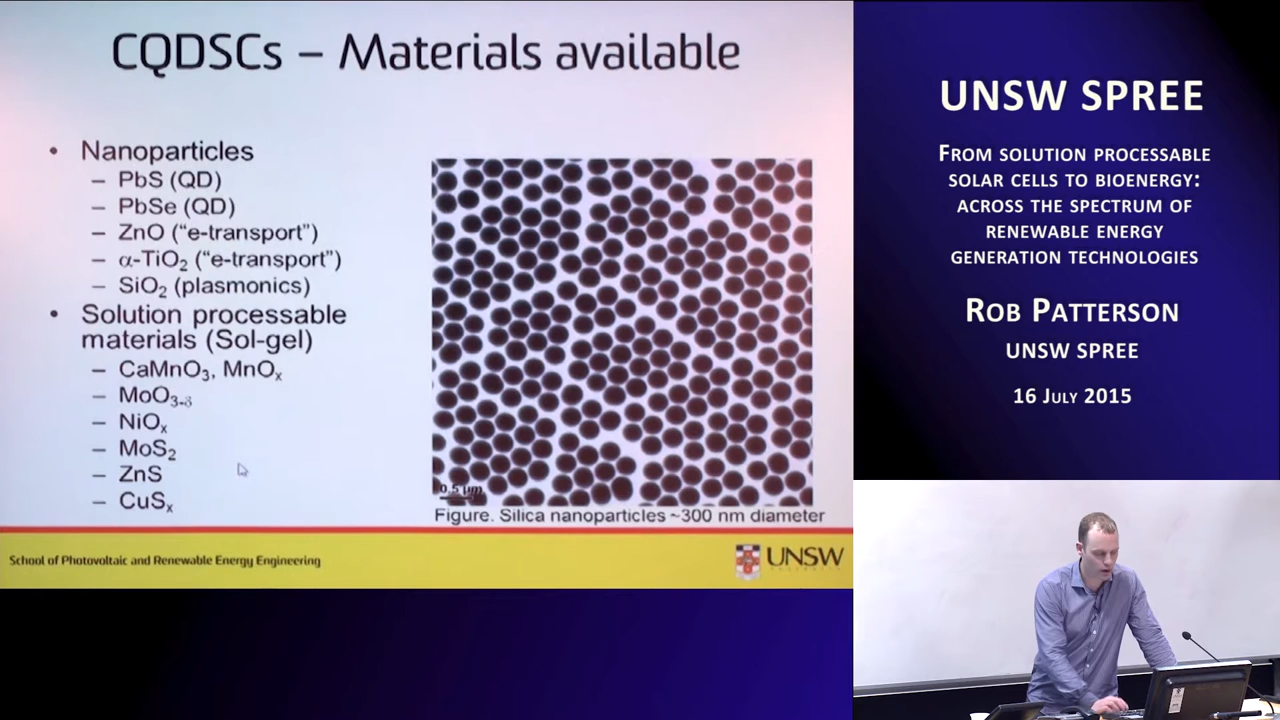 CQDSCs – Materials available
• Nanoparticles
– PbS (QD)
– PbSe (QD)
– ZnO (“e-transport”)
– α-TiO₂ (“e-transport”)
– SiO₂ (plasmonics)
• Solution processable
materials (Sol-gel)
– CaMnO₃, MnOₓ
– MoO₃₋δ
– NiOₓ
– MoS₂
– ZnS
– CuSₓ
0.5 µm
Figure. Silica nanoparticles ~300 nm diameter
School of Photovoltaic and Renewable Energy Engineering
UNSW
UNSW SPREE
FROM SOLUTION PROCESSABLE
SOLAR CELLS TO BIOENERGY:
ACROSS THE SPECTRUM OF
RENEWABLE ENERGY
GENERATION TECHNOLOGIES
ROB PATTERSON
UNSW SPREE
16 JULY 2015